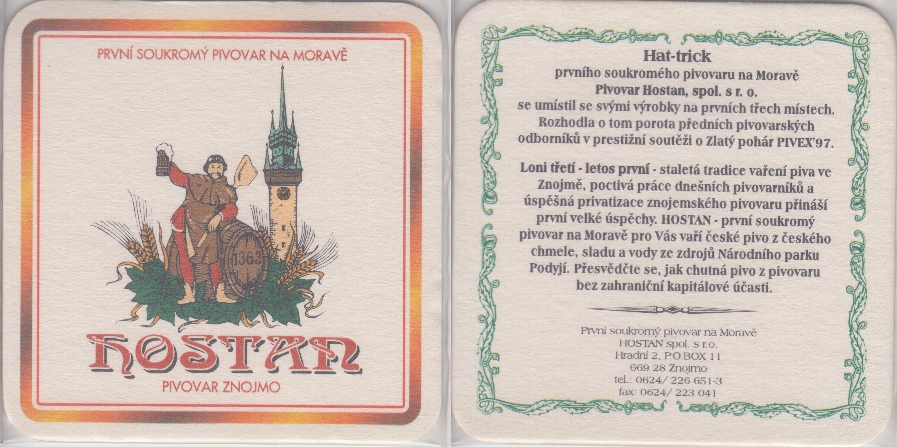 PRVNÍ SOUKROMÝ PIVOVAR NA MORAVĚ
1363
HOSTAN
PIVOVAR ZNOJMO
Hat-trick
prvního soukromého pivovaru na Moravě
Pivovar Hostan, spol. s r. o.
se umístil se svými výrobky na prvních třech místech.
Rozhodla o tom porota předních pivovarských
odborníků v prestižní soutěži o Zlatý pohár PIVEX'97.
Loni třetí - letos první - staletá tradice vaření piva ve
Znojmě, poctivá práce dnešních pivovarníků a
úspěšná privatizace znojemského pivovaru přináší
první velké úspěchy. HOSTAN - první soukromý
pivovar na Moravě pro Vás vaří české pivo z českého
chmele, sladu a vody ze zdrojů Národního parku
Podyjí. Přesvědčte se, jak chutná pivo z pivovaru
bez zahraniční kapitálové účasti.
První soukromý pivovar na Moravě
HOSTAN spol. s r.o.
Hradní 2, P.O.BOX 11
669 28 Znojmo
tel.: 0624/ 226 651-3
fax: 0624/ 223 041